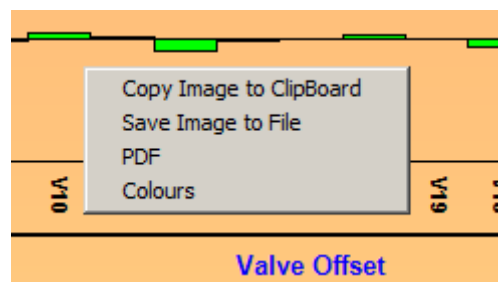 Copy Image to ClipBoard
Save Image to File
PDF
Colours
V10
V19
Valve Offset